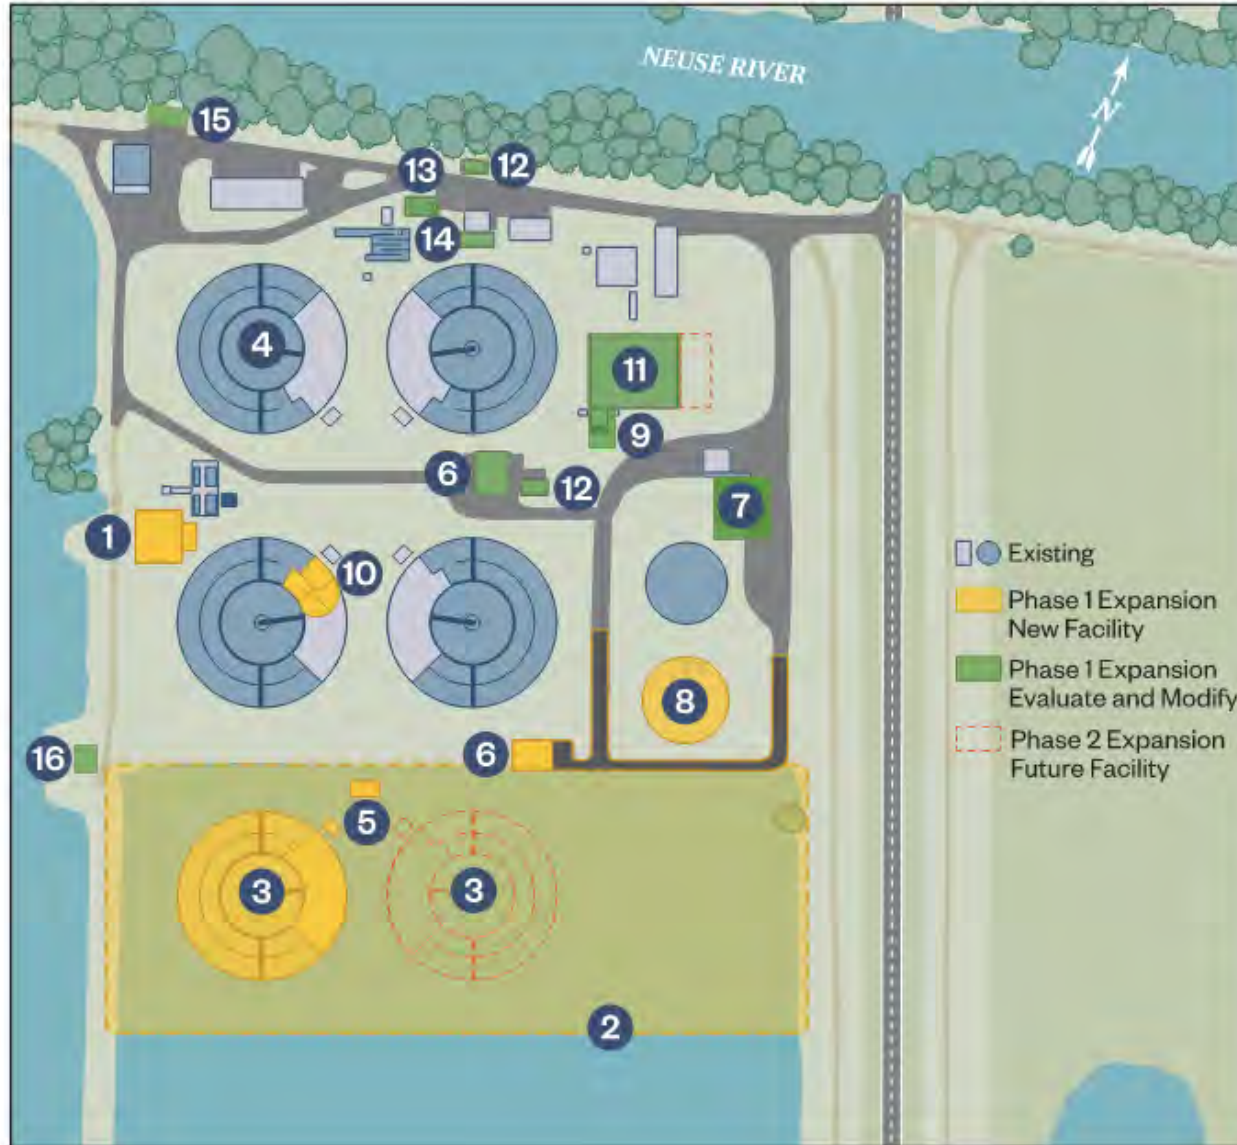 NEUSE RIVER
N
15
13
12
14
4
11
9
6
12
7
1
10
8
6
16
5
3
3
2
Existing
Phase 1 Expansion
New Facility
Phase 1 Expansion
Evaluate and Modify
Phase 2 Expansion
Future Facility